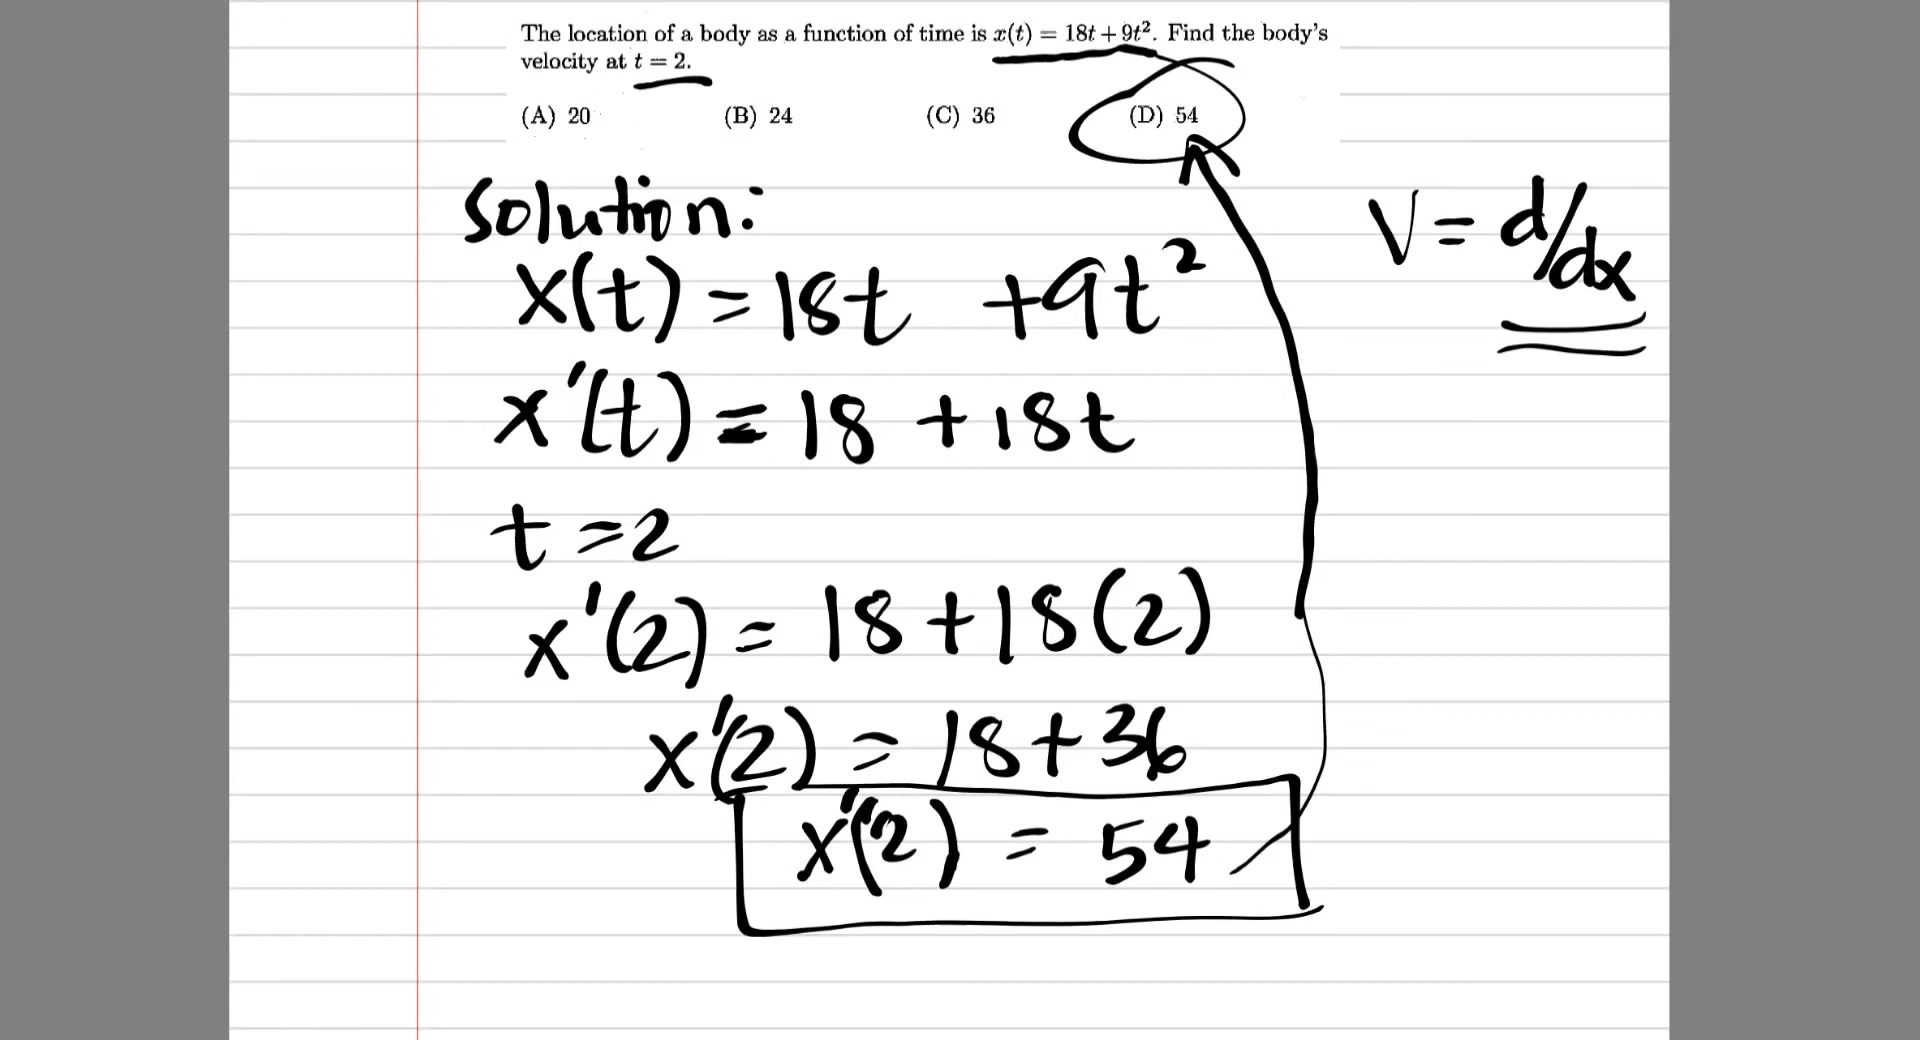 The location of a body as a function of time is x(t) = 18t + 9t². Find the body's
velocity at t = 2.
(A) 20 (B) 24 (C) 36 (D) 54
Solution:
V = d/dx
x(t) = 18t + 9t²
x'(t) = 18 + 18t
t = 2
x'(2) = 18 + 18(2)
x'(2) = 18 + 36
x'(2) = 54